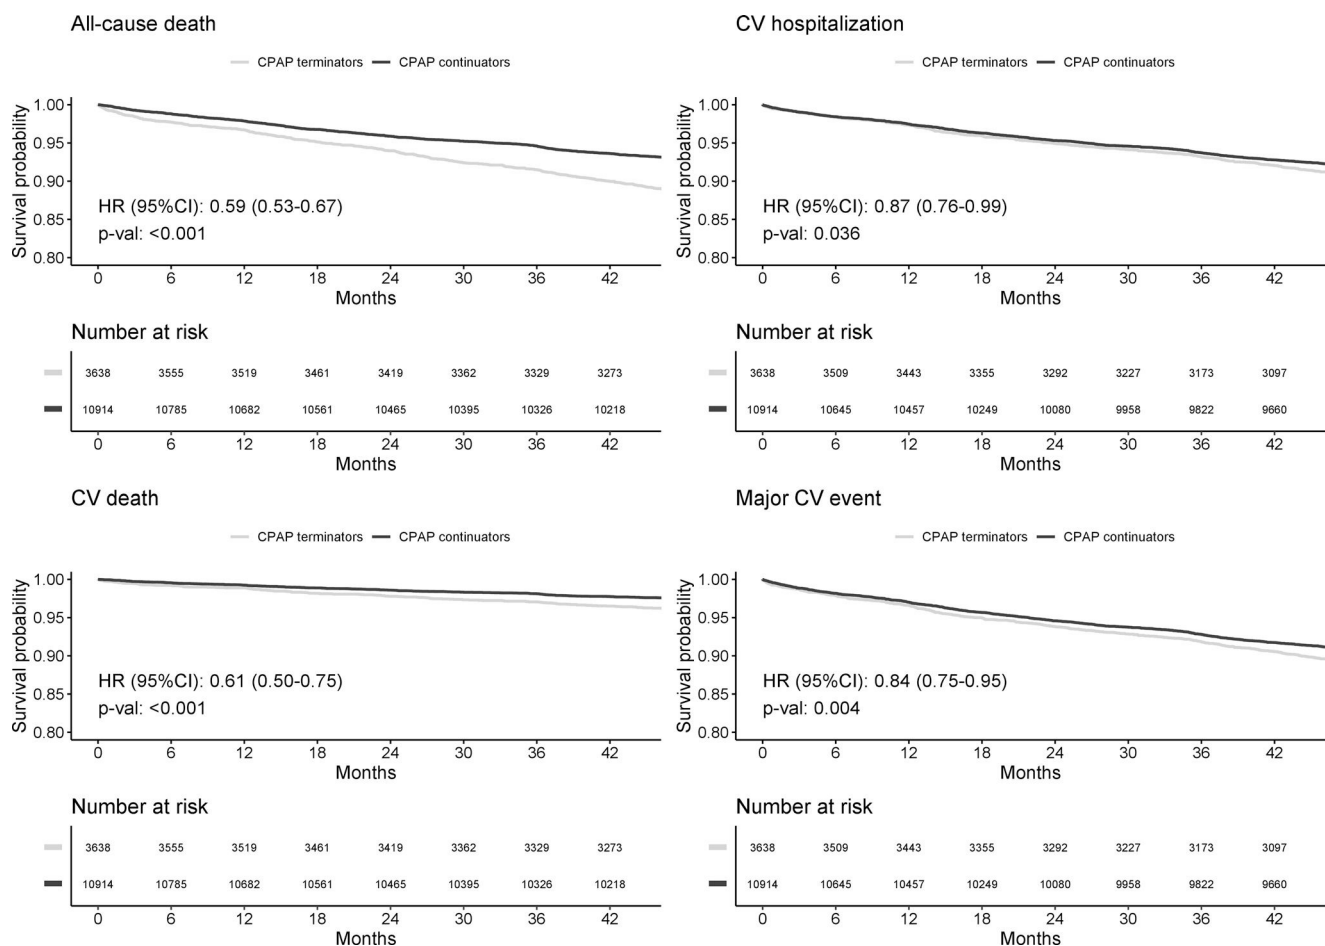 All-cause death
CPAP terminators CPAP continuators
Survival probability
1.00
0.95
0.90
0.85
0.80
HR (95%CI): 0.59 (0.53-0.67)
p-val: <0.001
0 6 12 18 24 30 36 42
Months
Number at risk
3638 3555 3519 3461 3419 3362 3329 3273
10914 10785 10682 10561 10465 10395 10326 10218
0 6 12 18 24 30 36 42
Months
CV hospitalization
CPAP terminators CPAP continuators
Survival probability
1.00
0.95
0.90
0.85
0.80
HR (95%CI): 0.87 (0.76-0.99)
p-val: 0.036
0 6 12 18 24 30 36 42
Months
Number at risk
3638 3509 3443 3355 3292 3227 3173 3097
10914 10645 10457 10249 10080 9958 9822 9660
0 6 12 18 24 30 36 42
Months
CV death
CPAP terminators CPAP continuators
Survival probability
1.00
0.95
0.90
0.85
0.80
HR (95%CI): 0.61 (0.50-0.75)
p-val: <0.001
0 6 12 18 24 30 36 42
Months
Number at risk
3638 3555 3519 3461 3419 3362 3329 3273
10914 10785 10682 10561 10465 10395 10326 10218
0 6 12 18 24 30 36 42
Months
Major CV event
CPAP terminators CPAP continuators
Survival probability
1.00
0.95
0.90
0.85
0.80
HR (95%CI): 0.84 (0.75-0.95)
p-val: 0.004
0 6 12 18 24 30 36 42
Months
Number at risk
3638 3509 3443 3355 3292 3227 3173 3097
10914 10645 10457 10249 10080 9958 9822 9660
0 6 12 18 24 30 36 42
Months